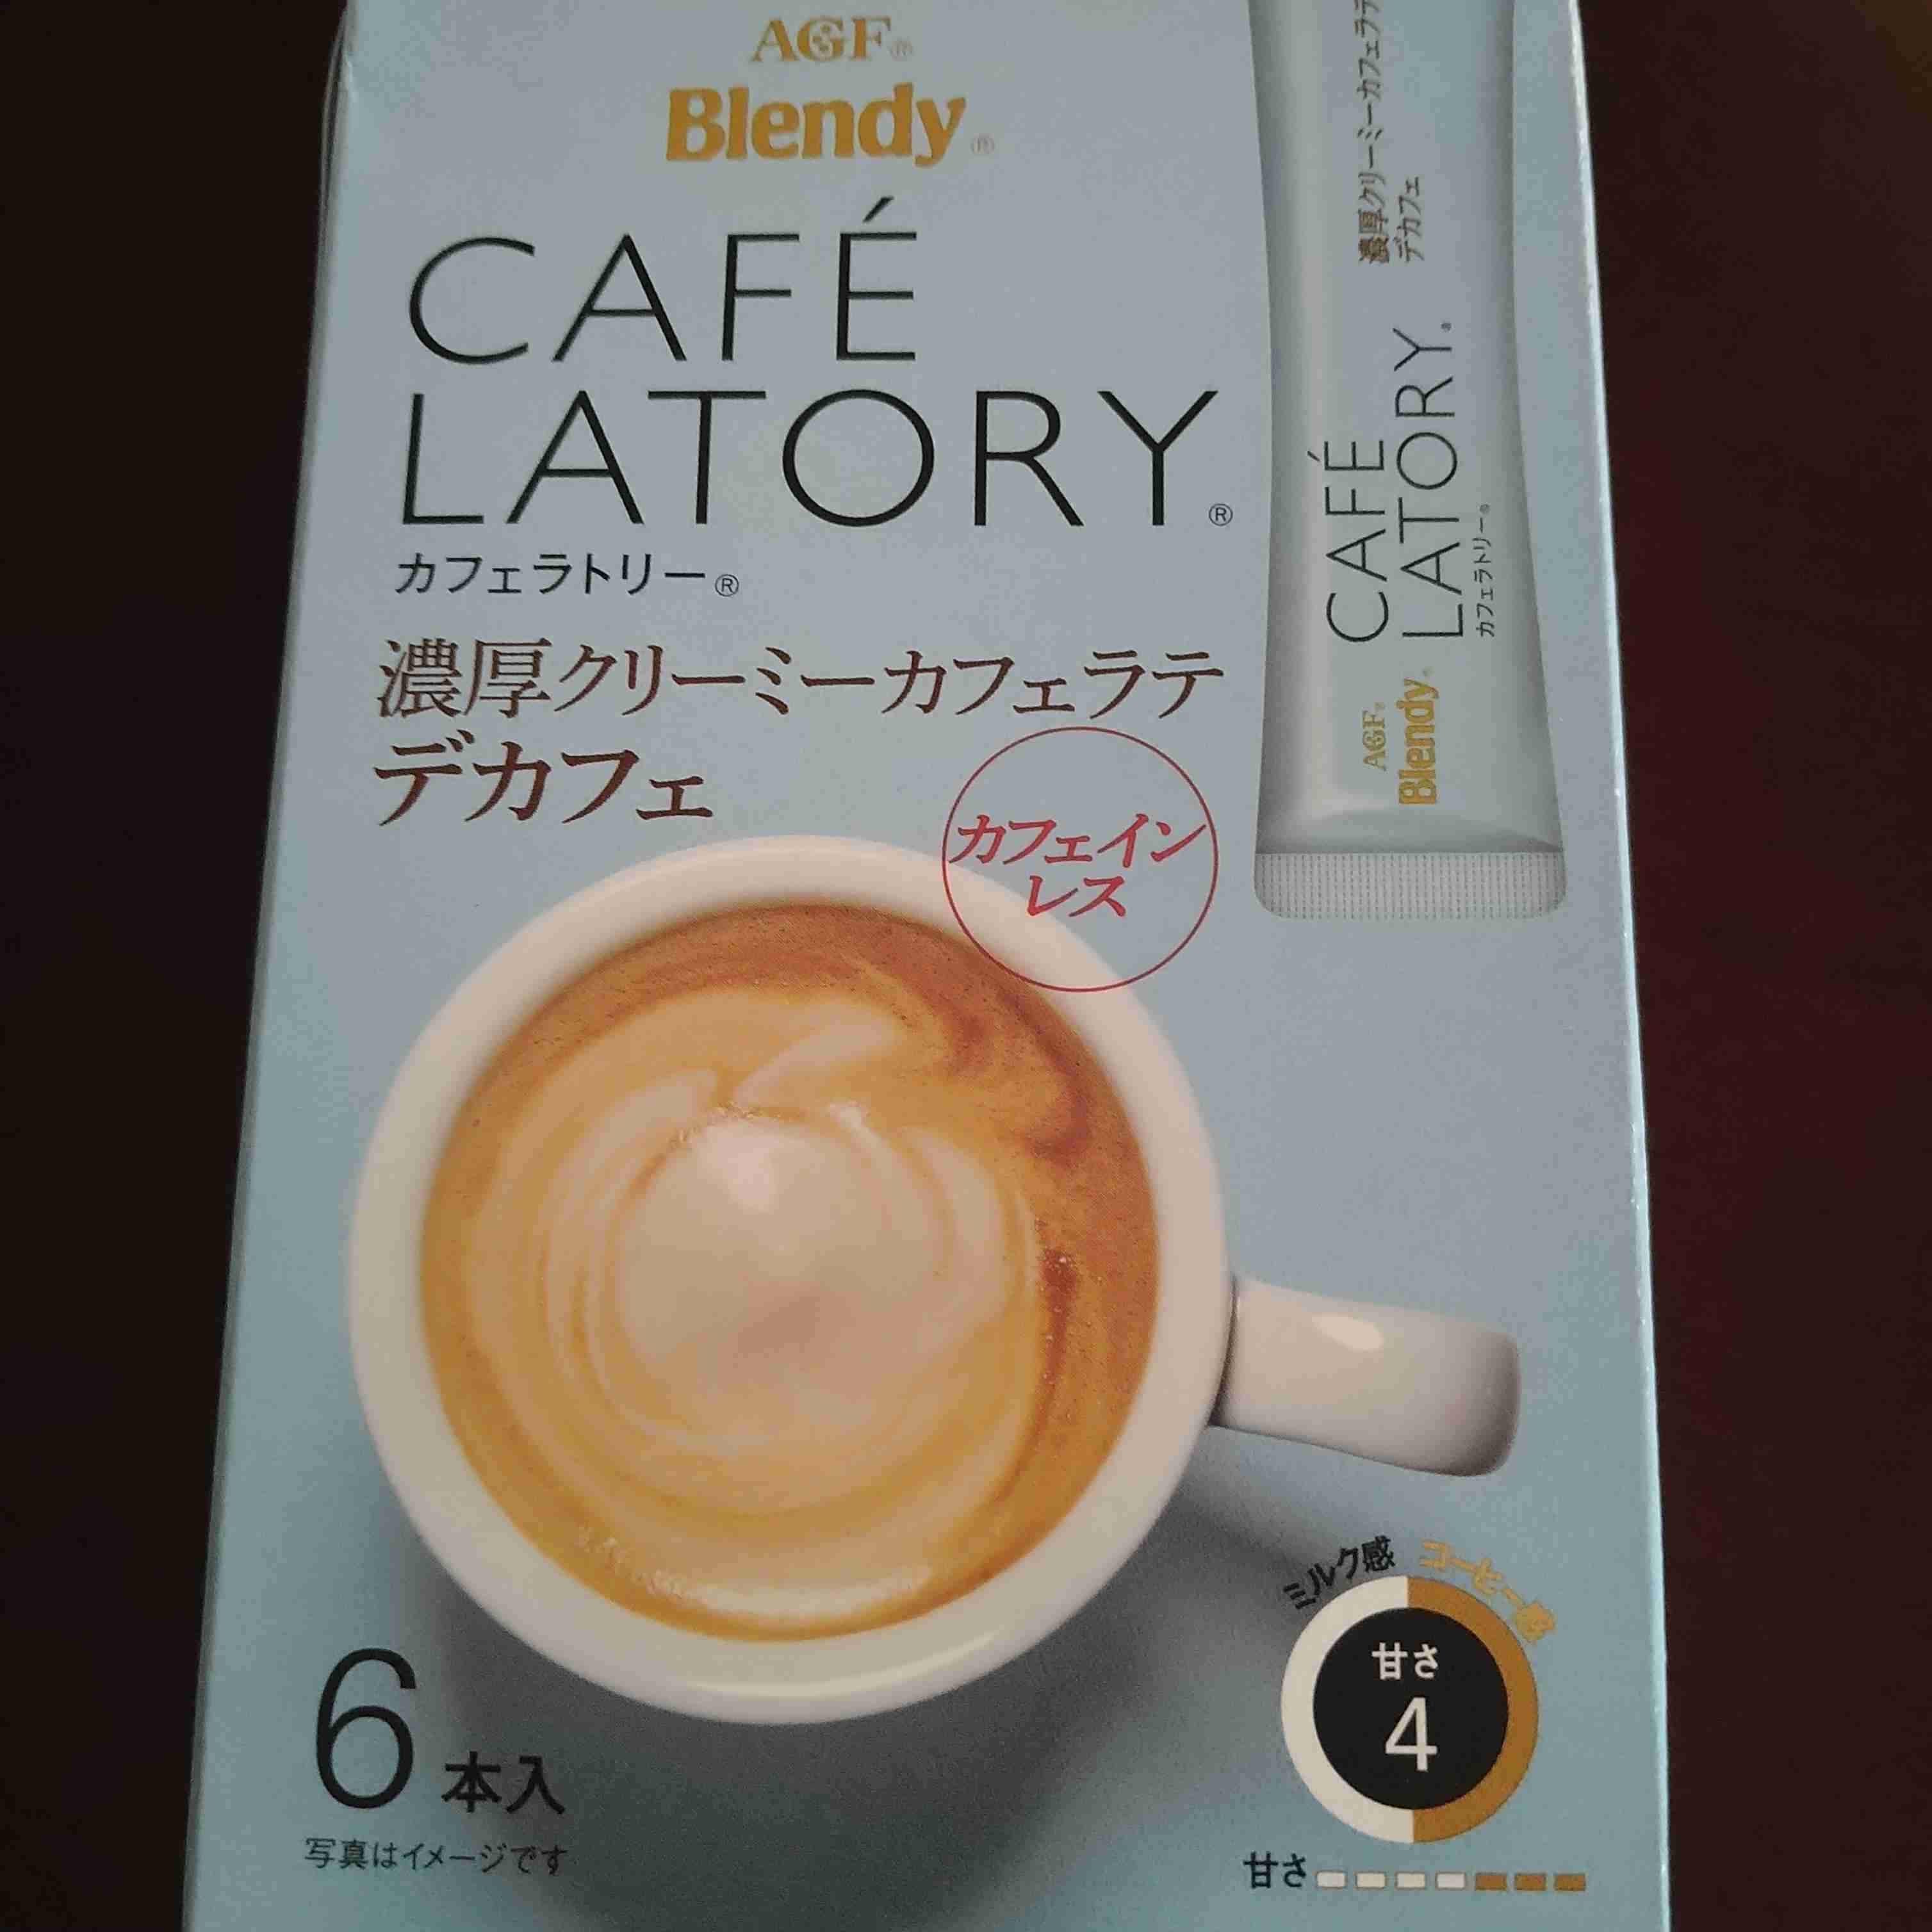 AGF®
Blendy®
CAFÉ
LATORY®
カフェラトリー®
濃厚クリーミーカフェラテ
デカフェ
カフェイン
レス
AGF®
Blendy®
CAFÉ
LATORY®
カフェラトリー®
濃厚クリーミーカフェラテ
デカフェ
6本入
写真はイメージです
ミルク感
コーヒー感
甘さ
4
甘さ